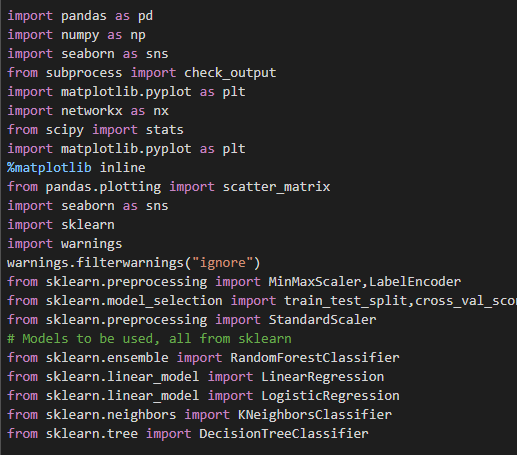 import pandas as pd
import numpy as np
import seaborn as sns
from subprocess import check_output
import matplotlib.pyplot as plt
import networkx as nx
from scipy import stats
import matplotlib.pyplot as plt
%matplotlib inline
from pandas.plotting import scatter_matrix
import seaborn as sns
import sklearn
import warnings
warnings.filterwarnings("ignore")
from sklearn.preprocessing import MinMaxScaler,LabelEncoder
from sklearn.model_selection import train_test_split,cross_val_sco
from sklearn.preprocessing import StandardScaler
# Models to be used, all from sklearn
from sklearn.ensemble import RandomForestClassifier
from sklearn.linear_model import LinearRegression
from sklearn.linear_model import LogisticRegression
from sklearn.neighbors import KNeighborsClassifier
from sklearn.tree import DecisionTreeClassifier